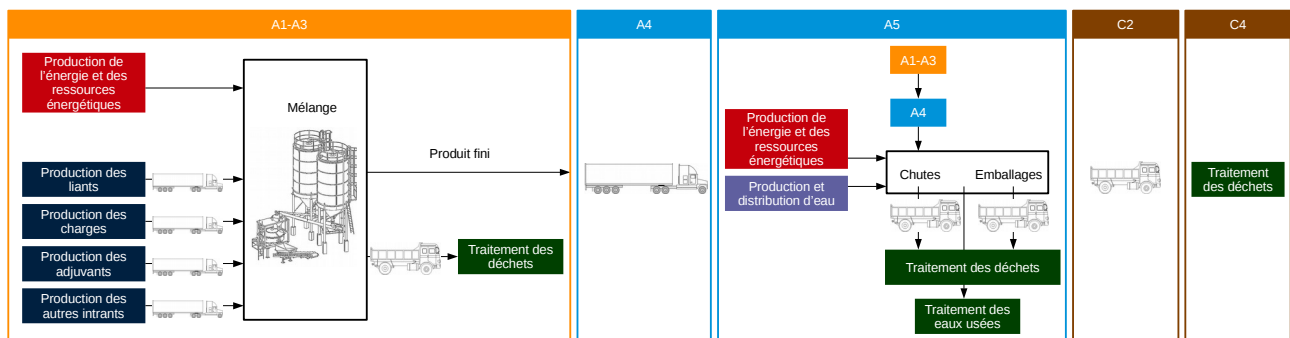 A1-A3
Production de
l'énergie et des
ressources
énergétiques
Production des
liants
Production des
charges
Production des
adjuvants
Production des
autres intrants
Mélange
Produit fini
Traitement des
déchets
A4
A5
A1-A3
A4
Production de
l'énergie et des
ressources
énergétiques
Production et
distribution d'eau
Chutes
Emballages
Traitement des déchets
Traitement des
eaux usées
C2
C4
Traitement
des déchets